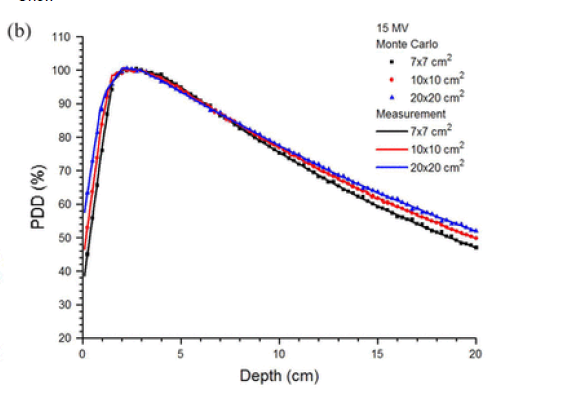 (b)
15 MV
Monte Carlo
7x7 cm²
10x10 cm²
20x20 cm²
Measurement
7x7 cm²
10x10 cm²
20x20 cm²
110
100
90
80
70
60
50
40
30
20
PDD (%)
0
5
10
15
20
Depth (cm)